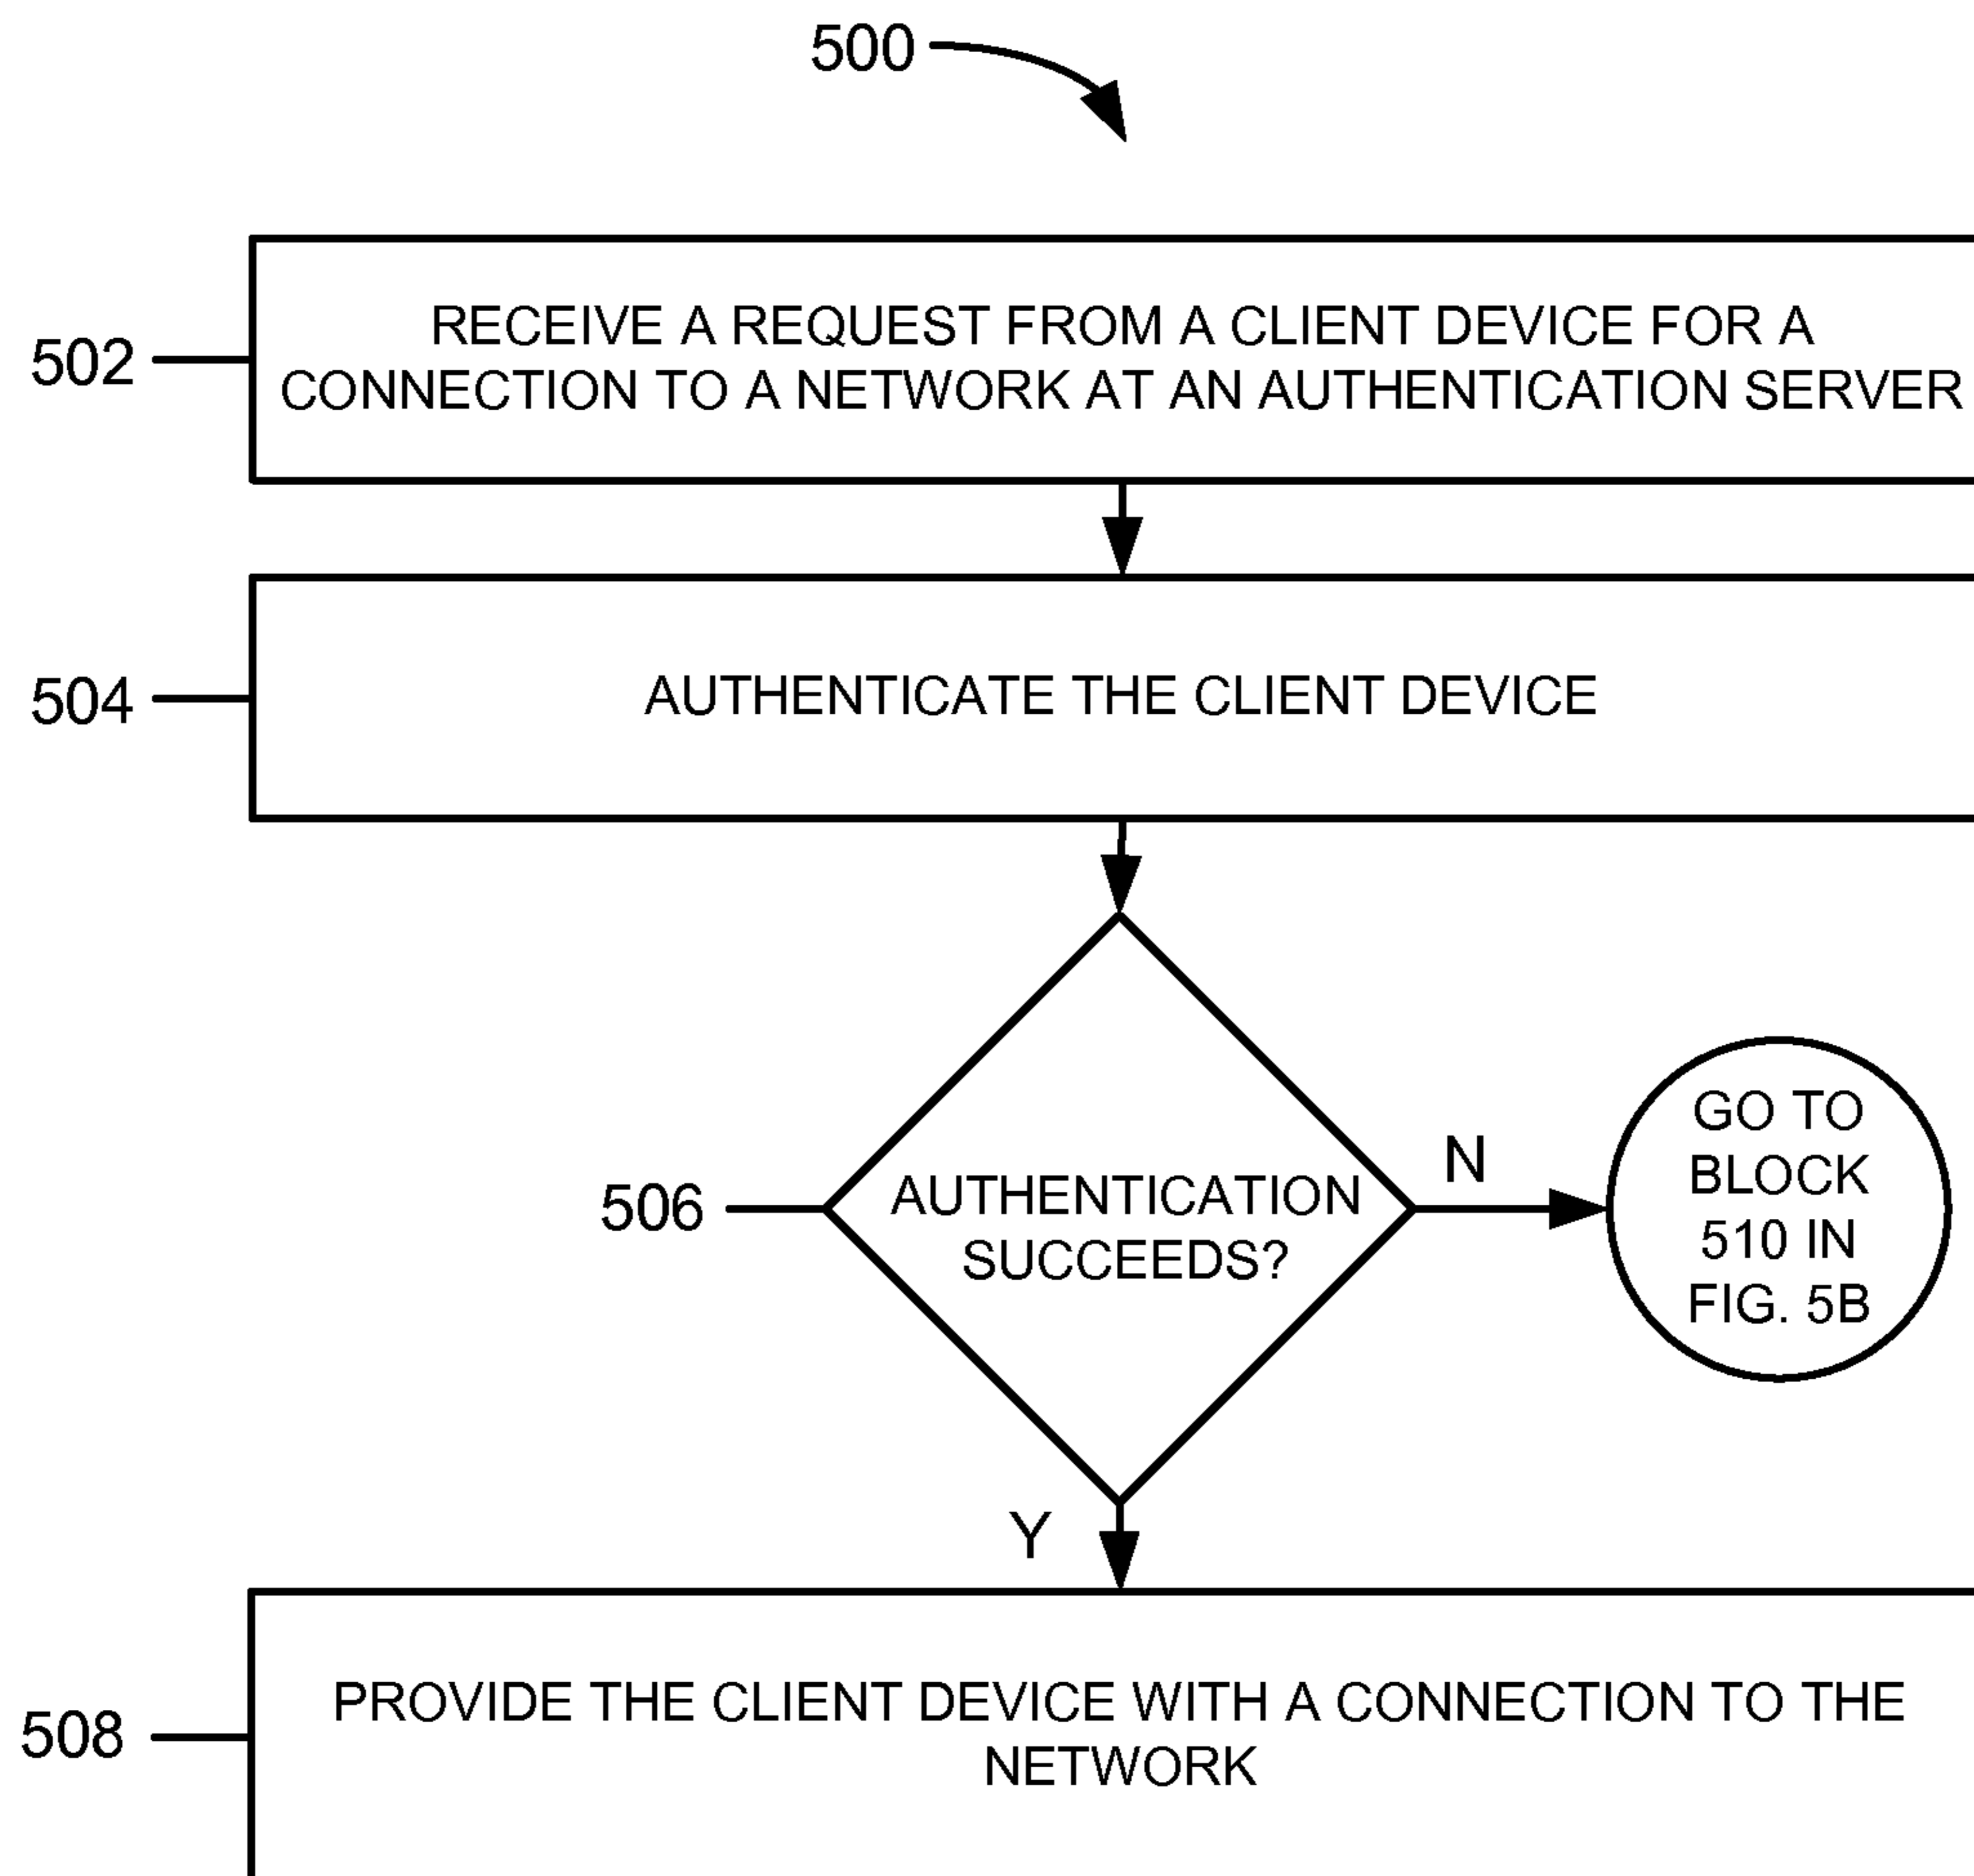 500
502
RECEIVE A REQUEST FROM A CLIENT DEVICE FOR A
CONNECTION TO A NETWORK AT AN AUTHENTICATION SERVER
504
AUTHENTICATE THE CLIENT DEVICE
506
AUTHENTICATION
SUCCEEDS?
N
GO TO
BLOCK
510 IN
FIG. 5B
Y
508
PROVIDE THE CLIENT DEVICE WITH A CONNECTION TO THE
NETWORK